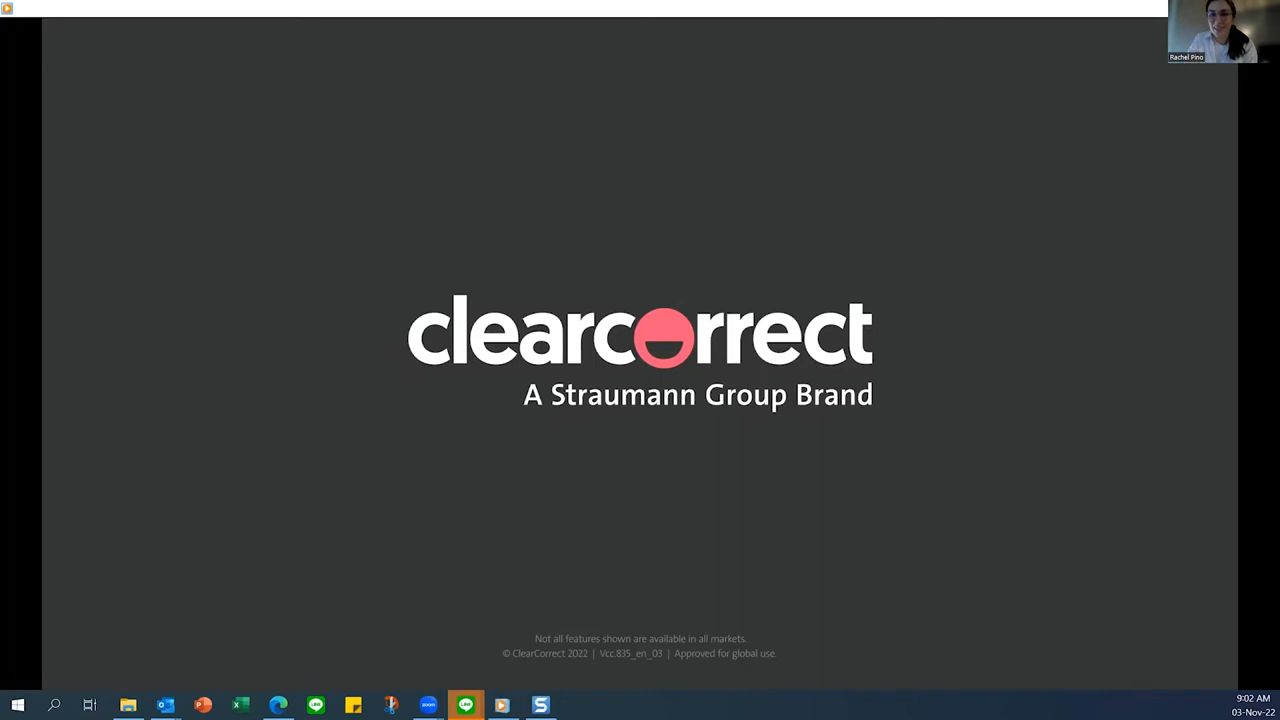 Rachel Pino
clearcorrect
A Straumann Group Brand
Not all features shown are available in all markets.
© ClearCorrect 2022 | Vcc.835_en_03 | Approved for global use.
zoom
9:02 AM
03-Nov-22